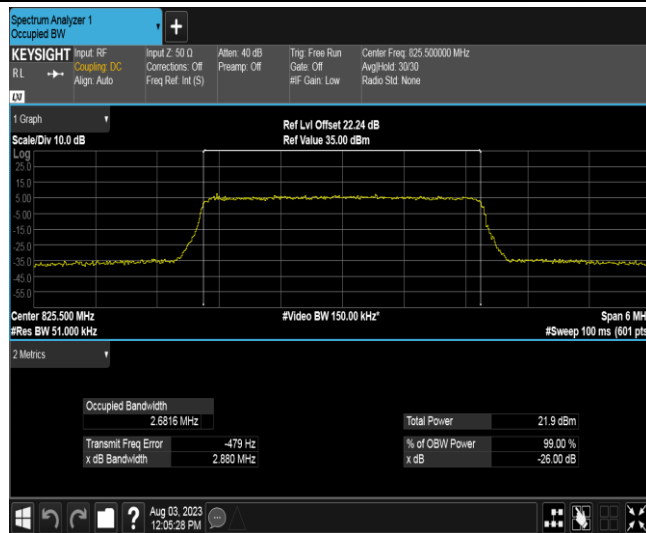 Spectrum Analyzer 1
Occupied BW
+
KEYSIGHT Input: RF Input Z: 50 Ω Atten: 40 dB Trig: Free Run Center Freq: 825.500000 MHz
RL Coupling: DC Corrections: Off Preamp: Off Gate: Off Avg|Hold: 30/30
Align: Auto Freq Ref: Int (S) #IF Gain: Low Radio Std: None
LXI
1 Graph
Ref Lvl Offset 22.24 dB
Scale/Div 10.0 dB Ref Value 35.00 dBm
Log
25.0
15.0
5.00
-5.00
-15.0
-25.0
-35.0
-45.0
-55.0
Center 825.500 MHz #Video BW 150.00 kHz* Span 6 MH
#Res BW 51.000 kHz #Sweep 100 ms (601 pts
2 Metrics
Occupied Bandwidth
2.6816 MHz Total Power 21.9 dBm
Transmit Freq Error -479 Hz % of OBW Power 99.00 %
x dB Bandwidth 2.880 MHz x dB -26.00 dB
? Aug 03, 2023
12:05:28 PM